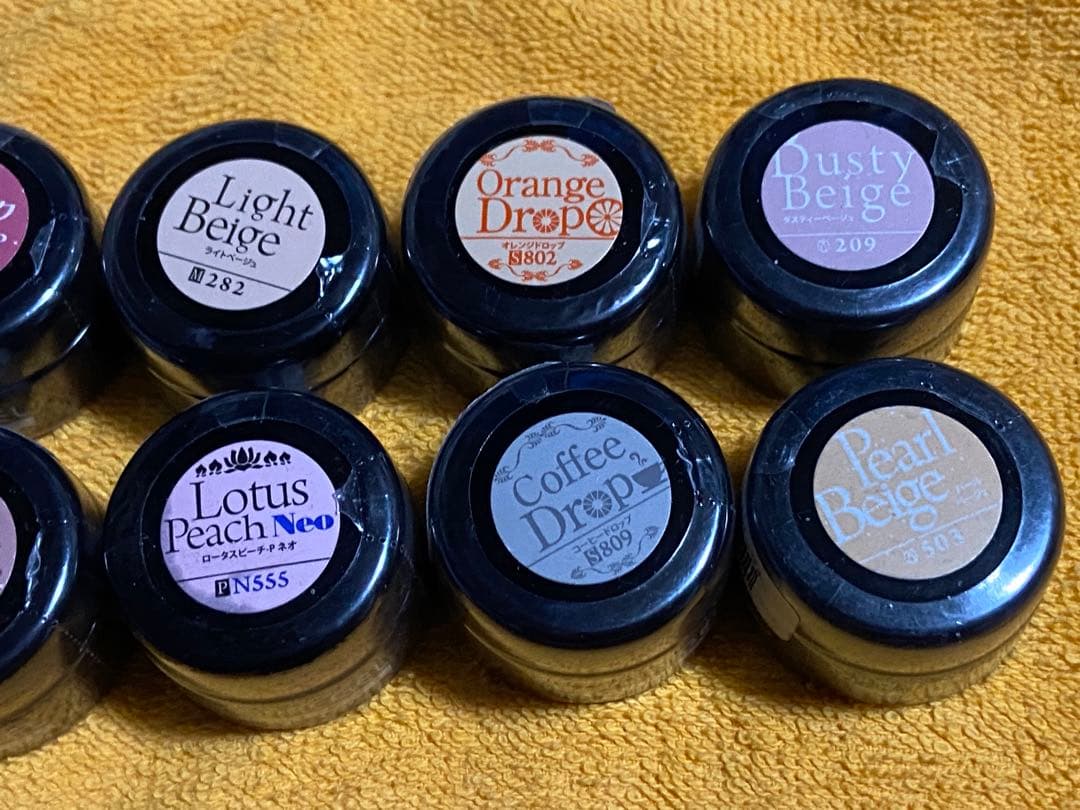 Light
Beige
ライトベージュ
M 282
Orange
Drop
オレンジドロップ
S802
Dusty
Beige
ダスティーベージュ
209
Lotus
Peach Neo
ロータスピーチ・P ネオ
P N555
Coffee
Drop
コーヒードロップ
S809
Pearl
Beige
503